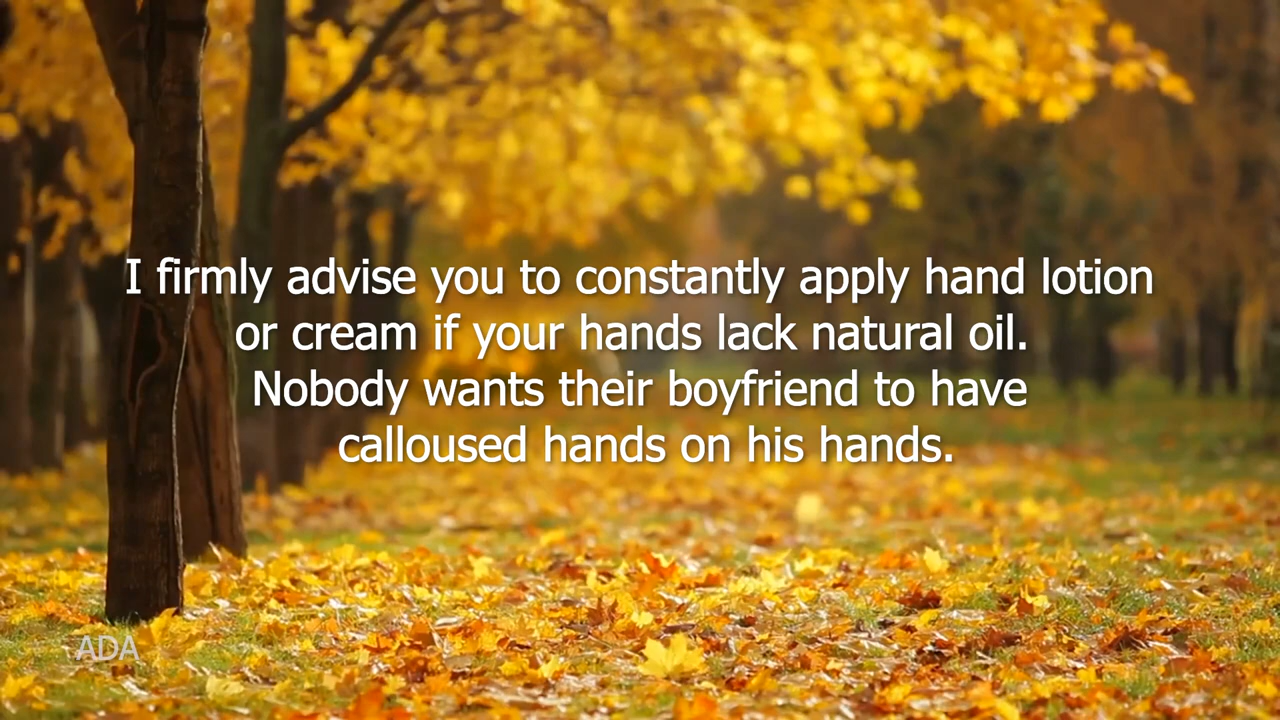 I firmly advise you to constantly apply hand lotion
or cream if your hands lack natural oil.
Nobody wants their boyfriend to have
calloused hands on his hands.
ADA